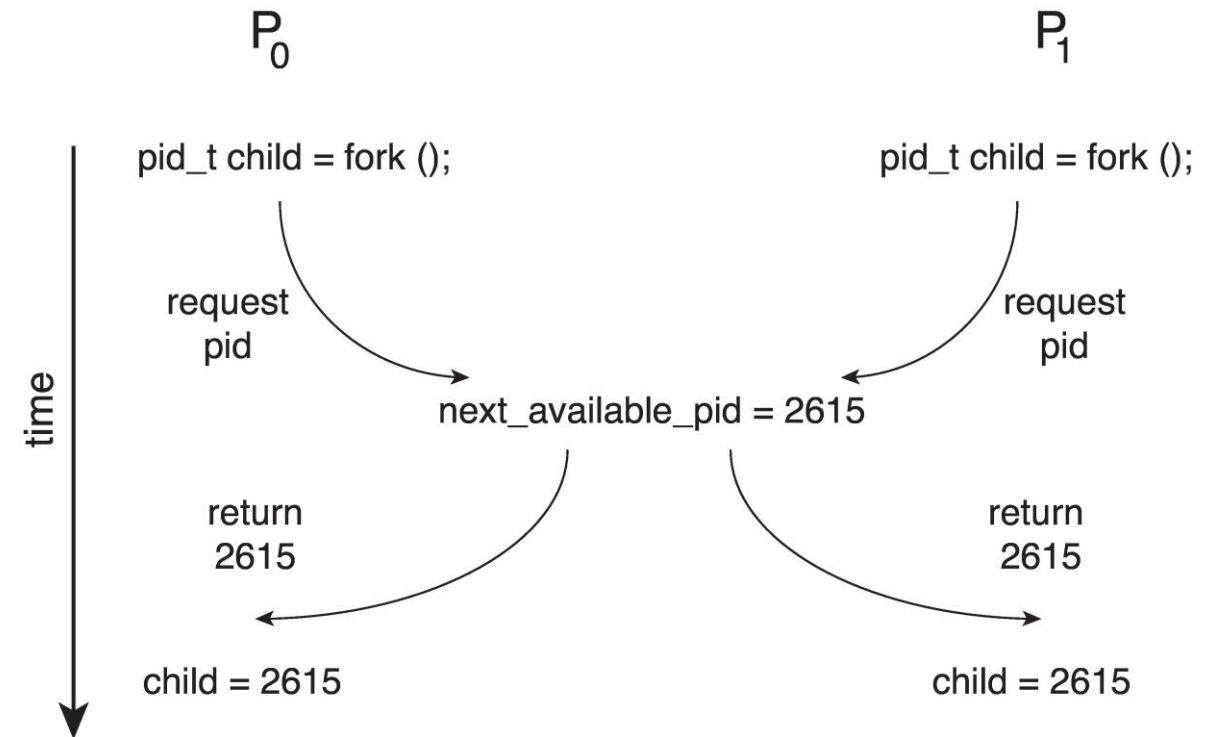 P0
P1
pid_t child = fork ();
pid_t child = fork ();
request
pid
request
pid
time
next_available_pid = 2615
return
2615
return
2615
child = 2615
child = 2615